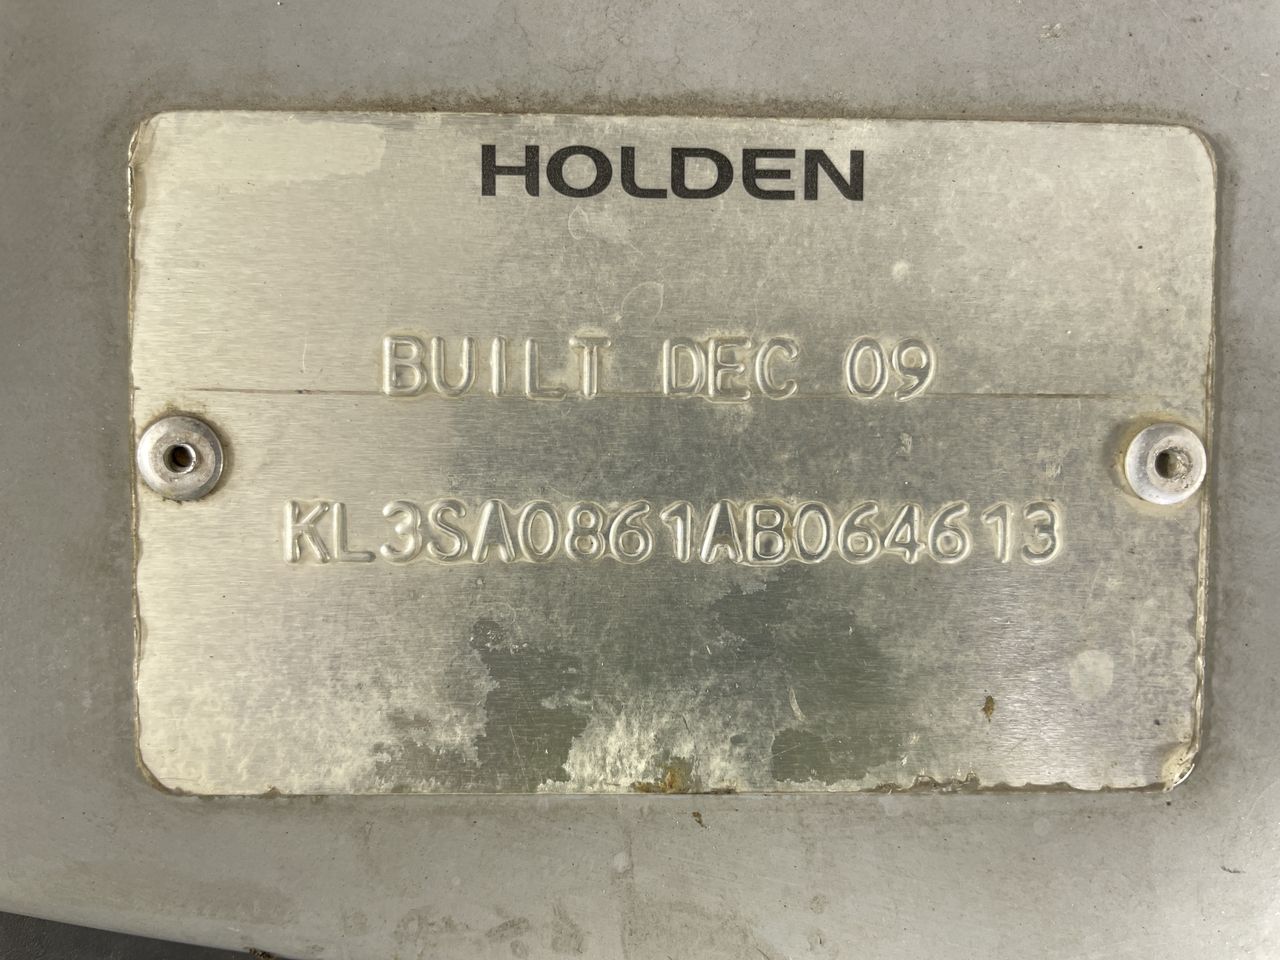 HOLDEN
BUILT DEC 09
KL3SA0861AB064613